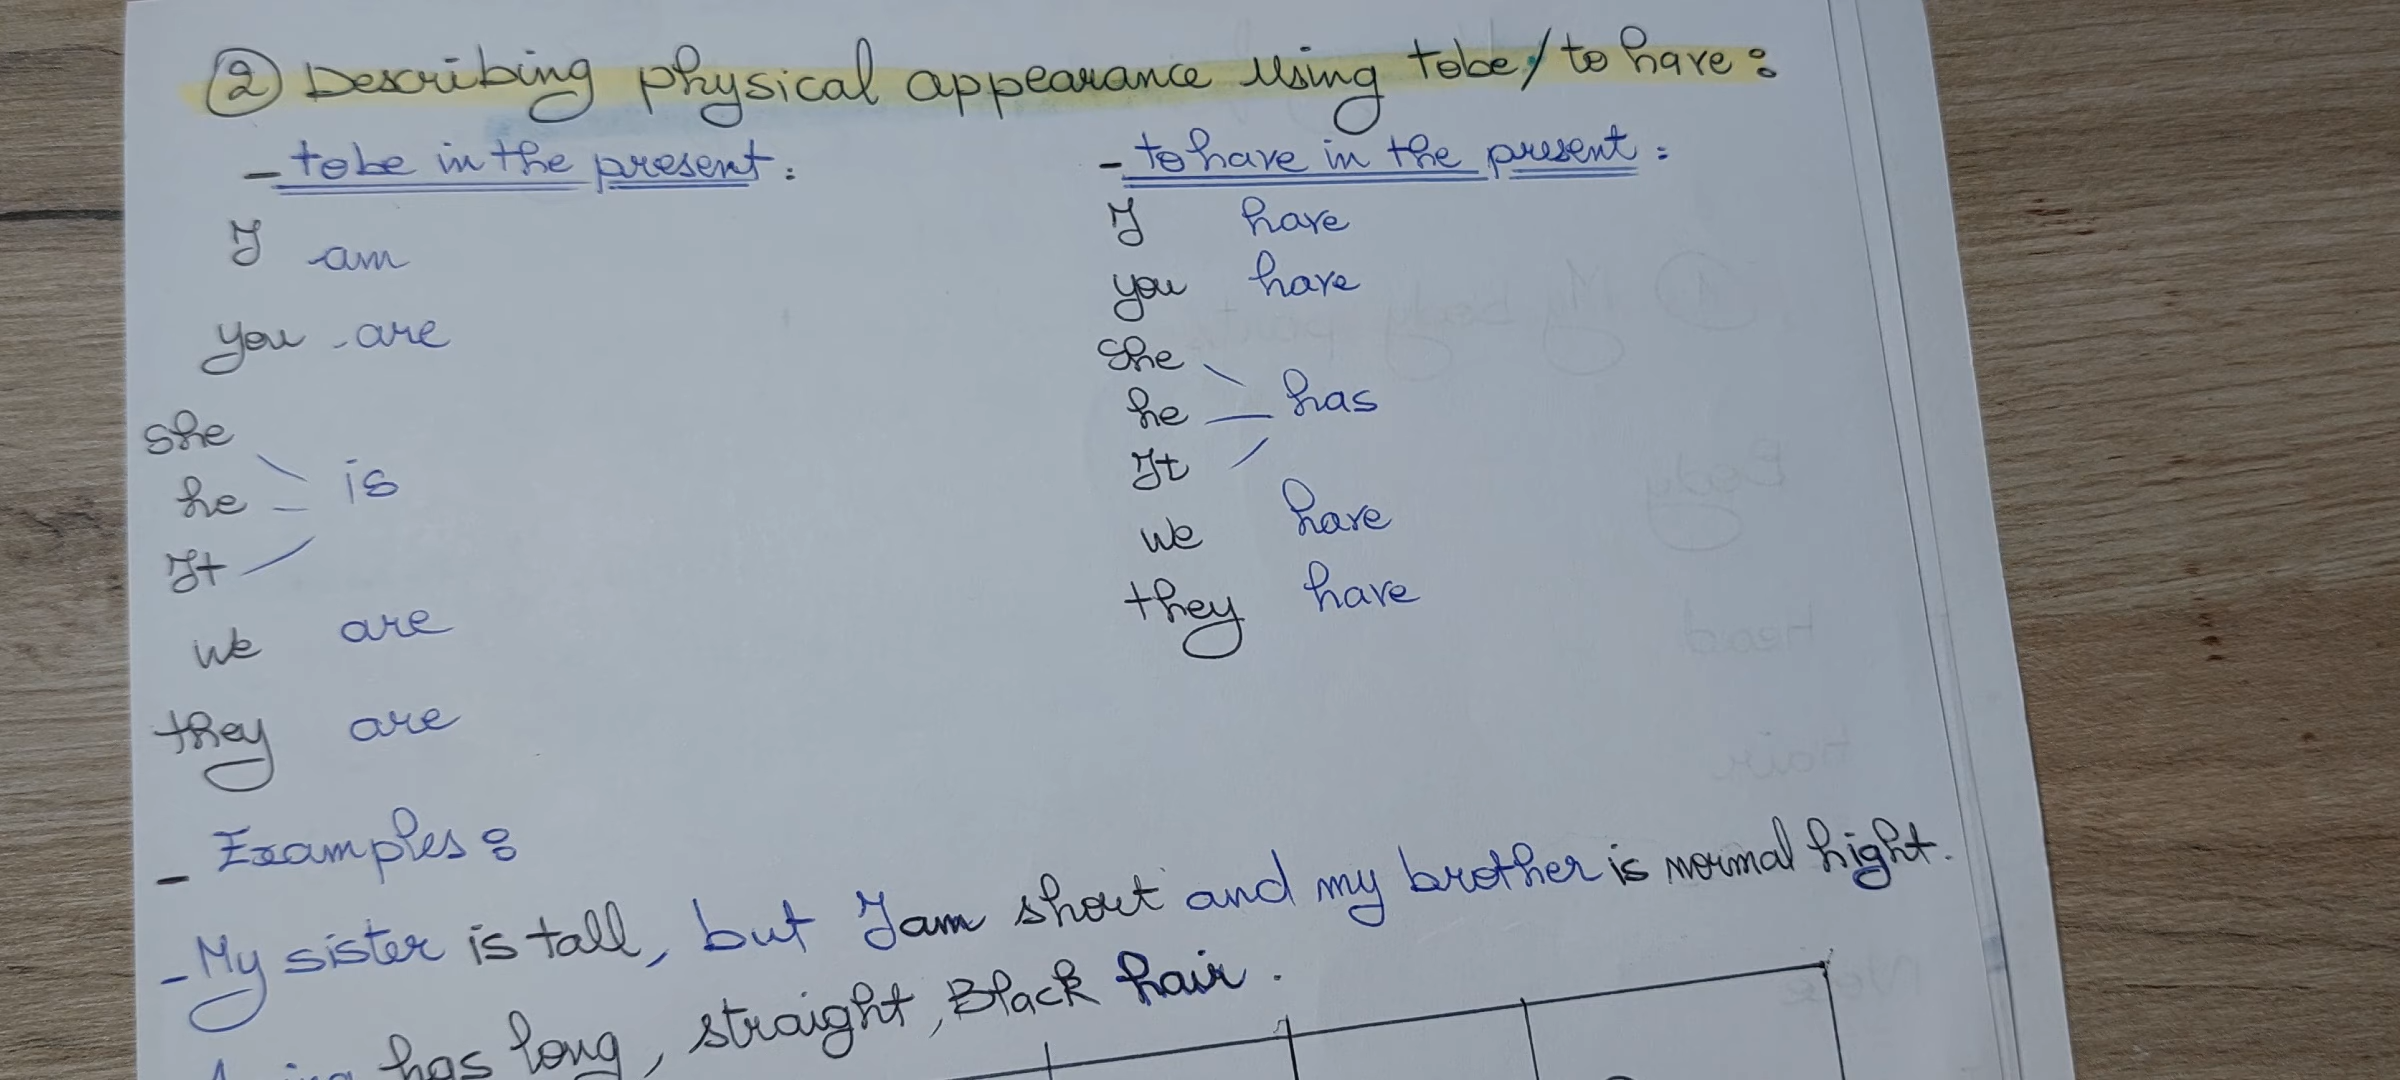 ② Describing physical appearance using tobe/ to have:
- tobe in the present:
I am
you are
she
he is
It
we are
they are
- to have in the present:
I have
you have
she
he has
It
we have
they have
- Examples:
- My sister is tall, but I am short and my brother is normal hight.
has long, straight, Black hair.